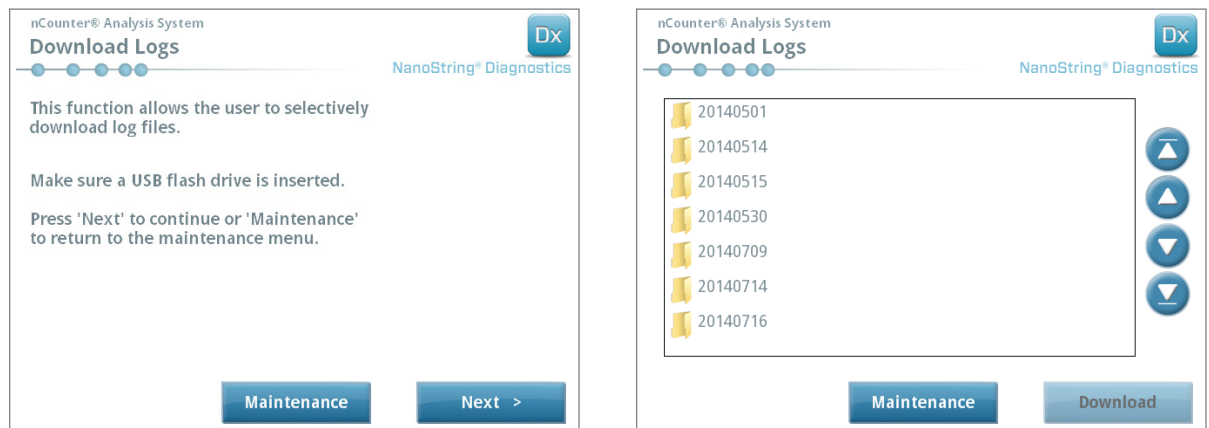 nCounter® Analysis System
Download Logs
Dx
NanoString® Diagnostics
This function allows the user to selectively
download log files.
Make sure a USB flash drive is inserted.
Press 'Next' to continue or 'Maintenance'
to return to the maintenance menu.
Maintenance
Next >
nCounter® Analysis System
Download Logs
Dx
NanoString® Diagnostics
20140501
20140514
20140515
20140530
20140709
20140714
20140716
Maintenance
Download